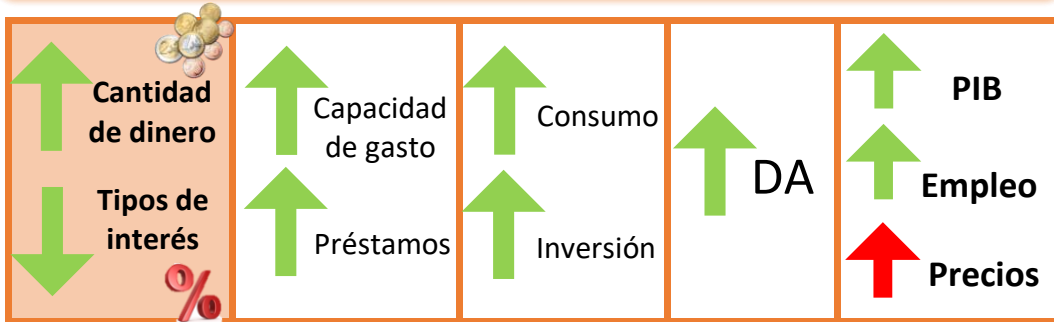 Cantidad
de dinero
Tipos de
interés
%
Capacidad
de gasto
Préstamos
Consumo
Inversión
DA
PIB
Empleo
Precios